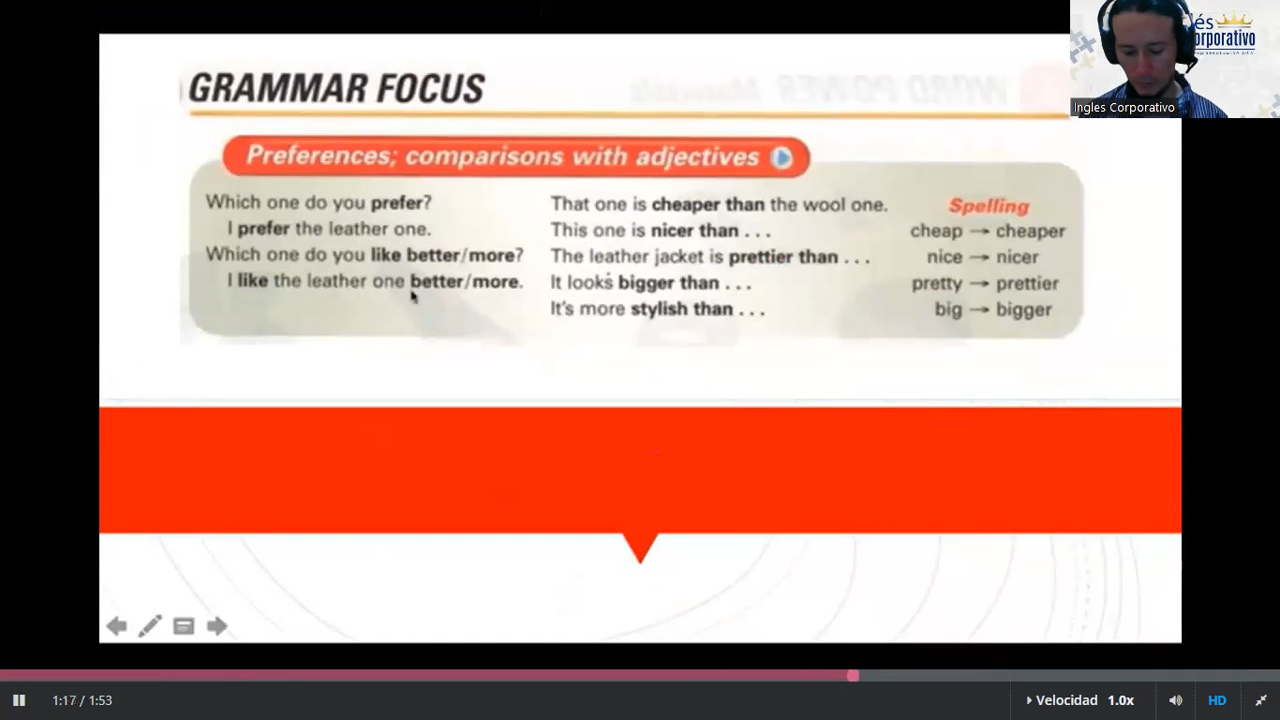 GRAMMAR FOCUS
Preferences; comparisons with adjectives
Which one do you prefer?
I prefer the leather one.
Which one do you like better/more?
I like the leather one better/more.
That one is cheaper than the wool one.
This one is nicer than . . .
The leather jacket is prettier than . . .
It looks bigger than . . .
It's more stylish than . . .
Spelling
cheap → cheaper
nice → nicer
pretty → prettier
big → bigger
Ingles Corporativo
1:17 / 1:53
Velocidad 1.0x
HD